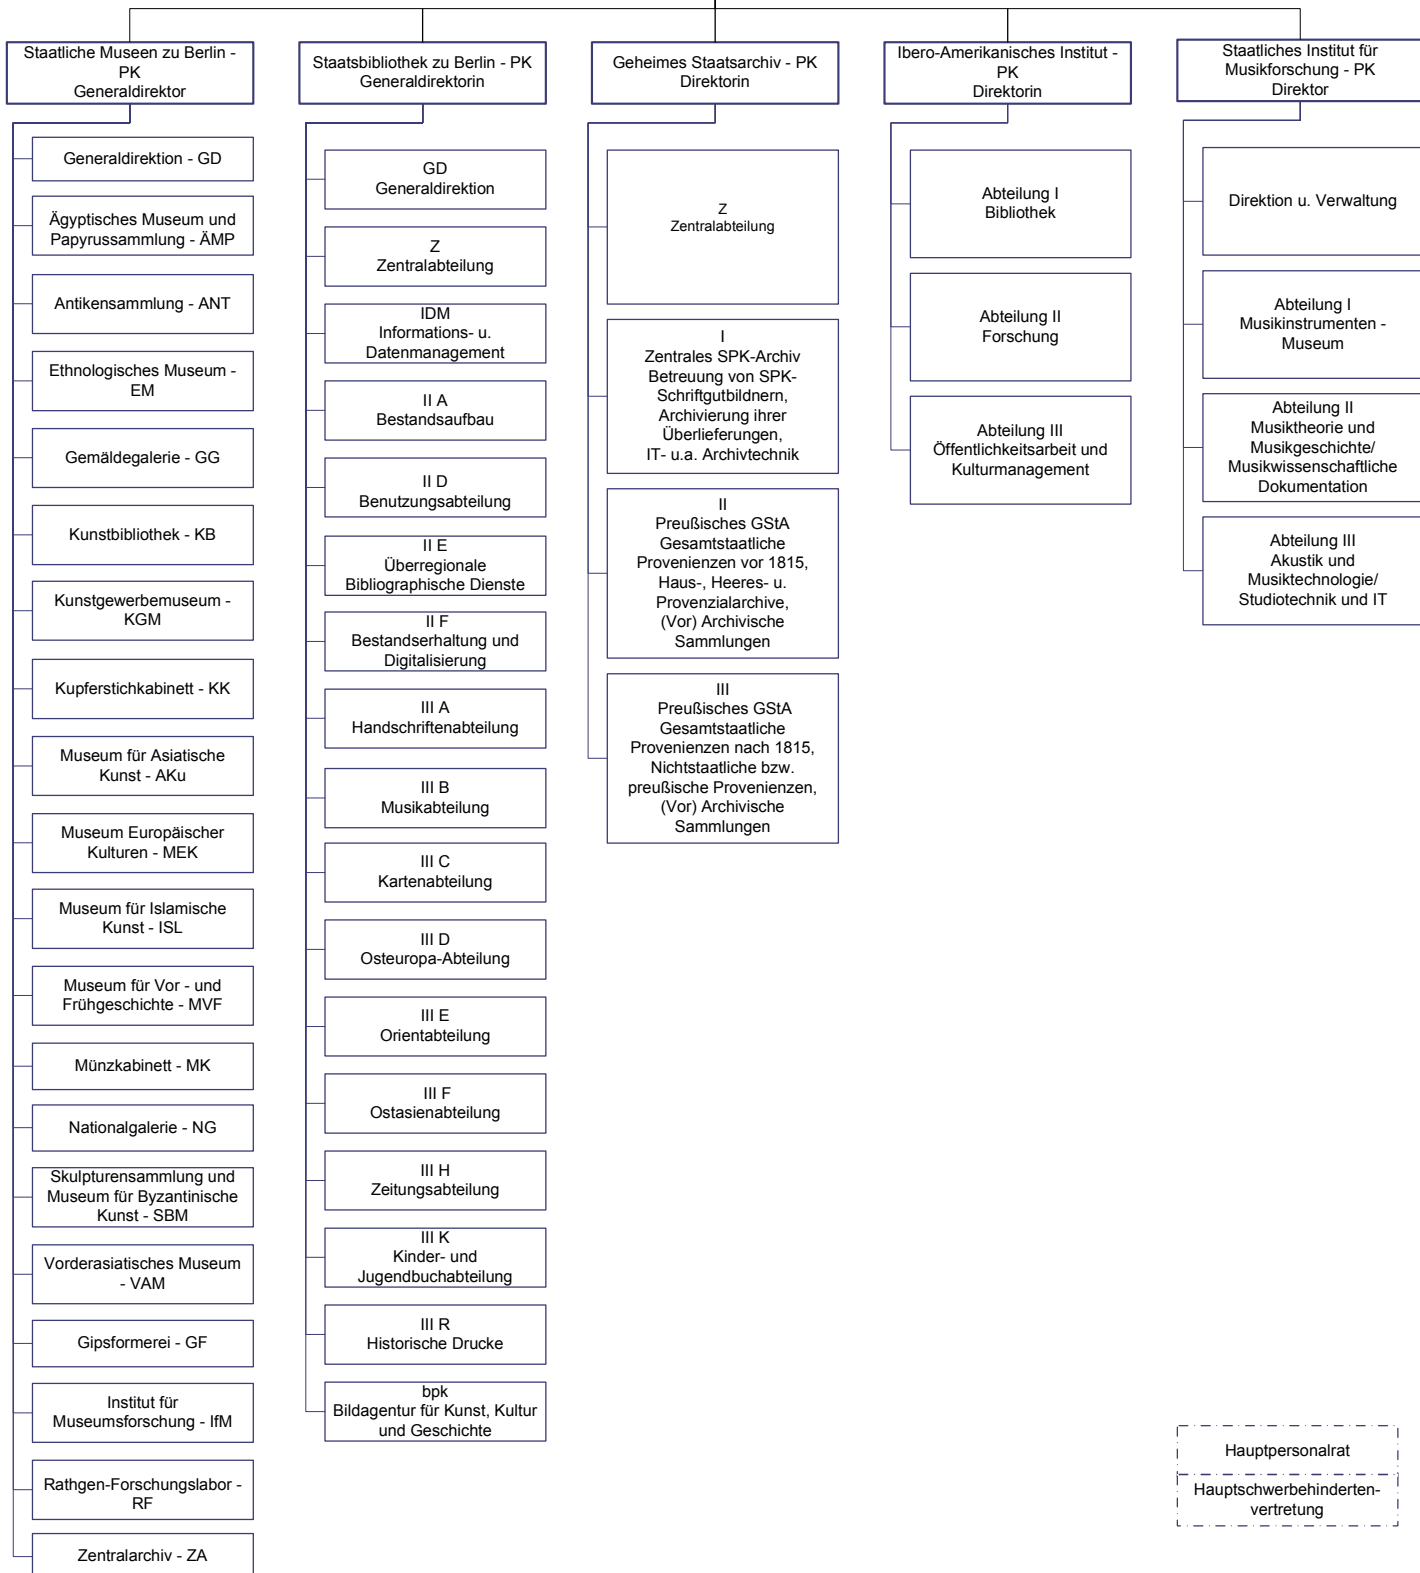 Staatliche Museen zu Berlin -
PK
Generaldirektor
Generaldirektion - GD
Ägyptisches Museum und
Papyrussammlung - ÄMP
Antikensammlung - ANT
Ethnologisches Museum -
EM
Gemäldegalerie - GG
Kunstbibliothek - KB
Kunstgewerbemuseum -
KGM
Kupferstichkabinett - KK
Museum für Asiatische
Kunst - AKu
Museum Europäischer
Kulturen - MEK
Museum für Islamische
Kunst - ISL
Museum für Vor - und
Frühgeschichte - MVF
Münzkabinett - MK
Nationalgalerie - NG
Skulpturensammlung und
Museum für Byzantinische
Kunst - SBM
Vorderasiatisches Museum
- VAM
Gipsformerei - GF
Institut für
Museumsforschung - IfM
Rathgen-Forschungslabor -
RF
Zentralarchiv - ZA
Staatsbibliothek zu Berlin - PK
Generaldirektorin
GD
Generaldirektion
Z
Zentralabteilung
IDM
Informations- u.
Datenmanagement
II A
Bestandsaufbau
II D
Benutzungsabteilung
II E
Überregionale
Bibliographische Dienste
II F
Bestandserhaltung und
Digitalisierung
III A
Handschriftenabteilung
III B
Musikabteilung
III C
Kartenabteilung
III D
Osteuropa-Abteilung
III E
Orientabteilung
III F
Ostasienabteilung
III H
Zeitungsabteilung
III K
Kinder- und
Jugendbuchabteilung
III R
Historische Drucke
bpk
Bildagentur für Kunst, Kultur
und Geschichte
Geheimes Staatsarchiv - PK
Direktorin
Z
Zentralabteilung
I
Zentrales SPK-Archiv
Betreuung von SPK-
Schriftgutbildnern,
Archivierung ihrer
Überlieferungen,
IT- u.a. Archivtechnik
II
Preußisches GStA
Gesamtstaatliche
Provenienzen vor 1815,
Haus-, Heeres- u.
Provenzialarchive,
(Vor) Archivische
Sammlungen
III
Preußisches GStA
Gesamtstaatliche
Provenienzen nach 1815,
Nichtstaatliche bzw.
preußische Provenienzen,
(Vor) Archivische
Sammlungen
Ibero-Amerikanisches Institut -
PK
Direktorin
Abteilung I
Bibliothek
Abteilung II
Forschung
Abteilung III
Öffentlichkeitsarbeit und
Kulturmanagement
Staatliches Institut für
Musikforschung - PK
Direktor
Direktion u. Verwaltung
Abteilung I
Musikinstrumenten -
Museum
Abteilung II
Musiktheorie und
Musikgeschichte/
Musikwissenschaftliche
Dokumentation
Abteilung III
Akustik und
Musiktechnologie/
Studiotechnik und IT
Hauptpersonalrat
Hauptschwerbehinderten-
vertretung